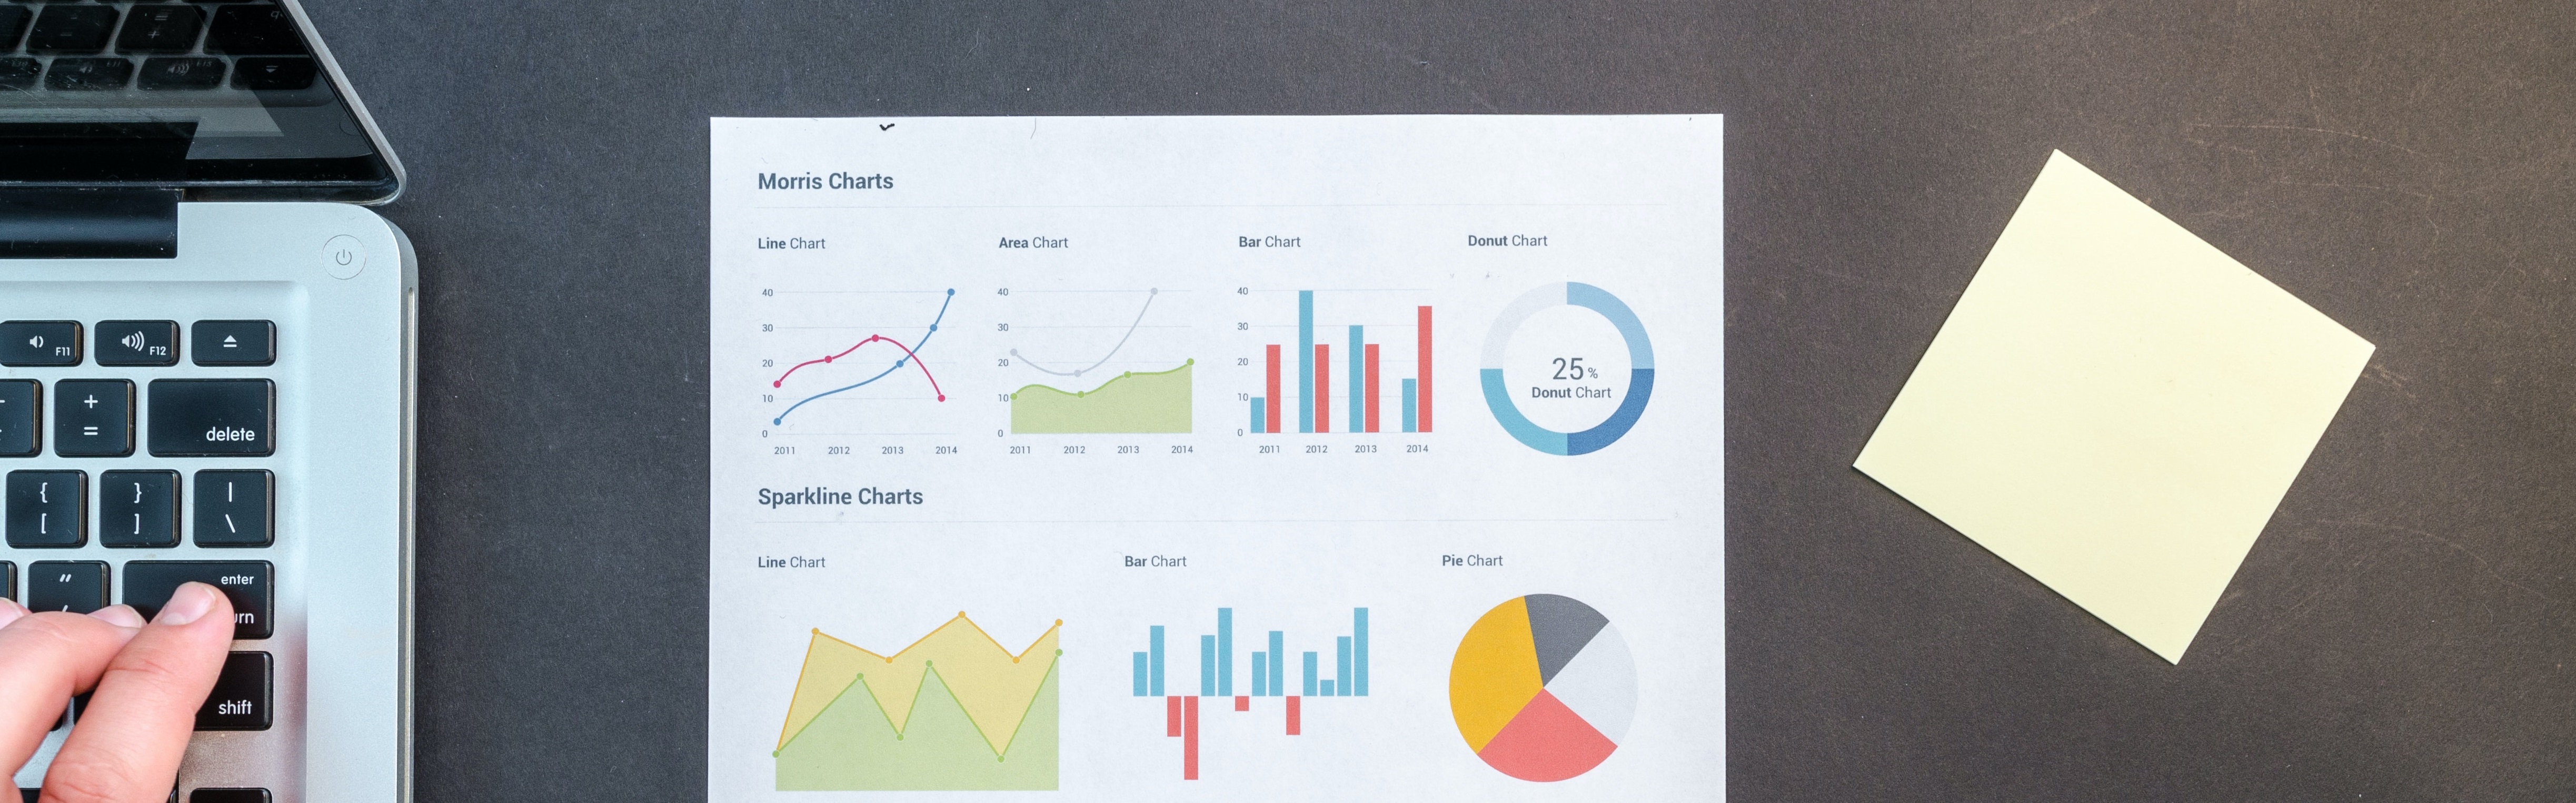 F11
F12
+
=
delete
{
[
}
]
|
\
"
enter
shift
Morris Charts
Line Chart
40
30
20
10
0
2011 2012 2013 2014
Area Chart
40
30
20
10
0
2011 2012 2013 2014
Bar Chart
40
30
20
10
0
2011 2012 2013 2014
Donut Chart
25 %
Donut Chart
Sparkline Charts
Line Chart
Bar Chart
Pie Chart